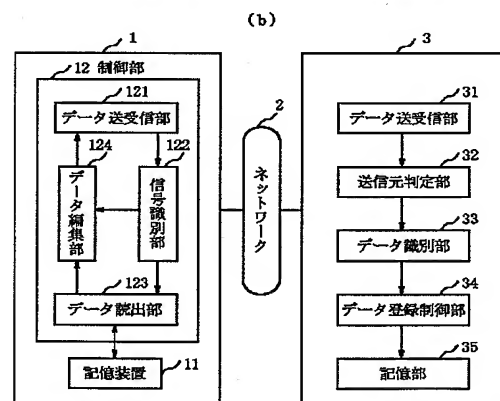 (b)
1
12 制御部
121
データ送受信部
124
122
データ編集部
信号識別部
123
データ読出部
記憶装置
11
2
ネットワーク
3
31
データ送受信部
32
送信元判定部
33
データ識別部
34
データ登録制御部
35
記憶部